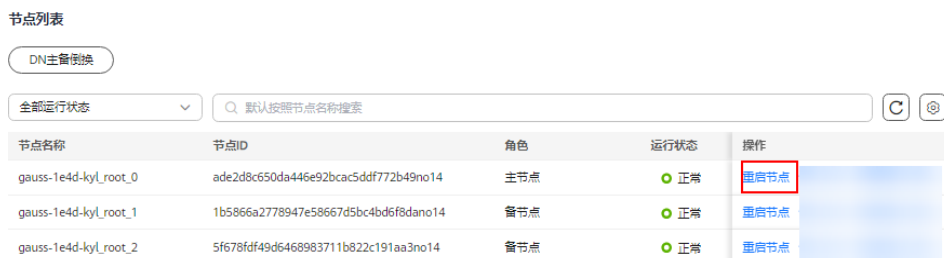 节点列表
DN主备倒换
全部运行状态 默认按照节点名称搜索
节点名称 节点ID 角色 运行状态 操作
gauss-1e4d-kyl_root_0 ade2d8c650da446e92bcac5ddf772b49no14 主节点 正常 重启节点
gauss-1e4d-kyl_root_1 1b5866a2778947e58667d5bc4bd6f8dano14 备节点 正常 重启节点
gauss-1e4d-kyl_root_2 5f678fdf49d6468983711b822c191aa3no14 备节点 正常 重启节点